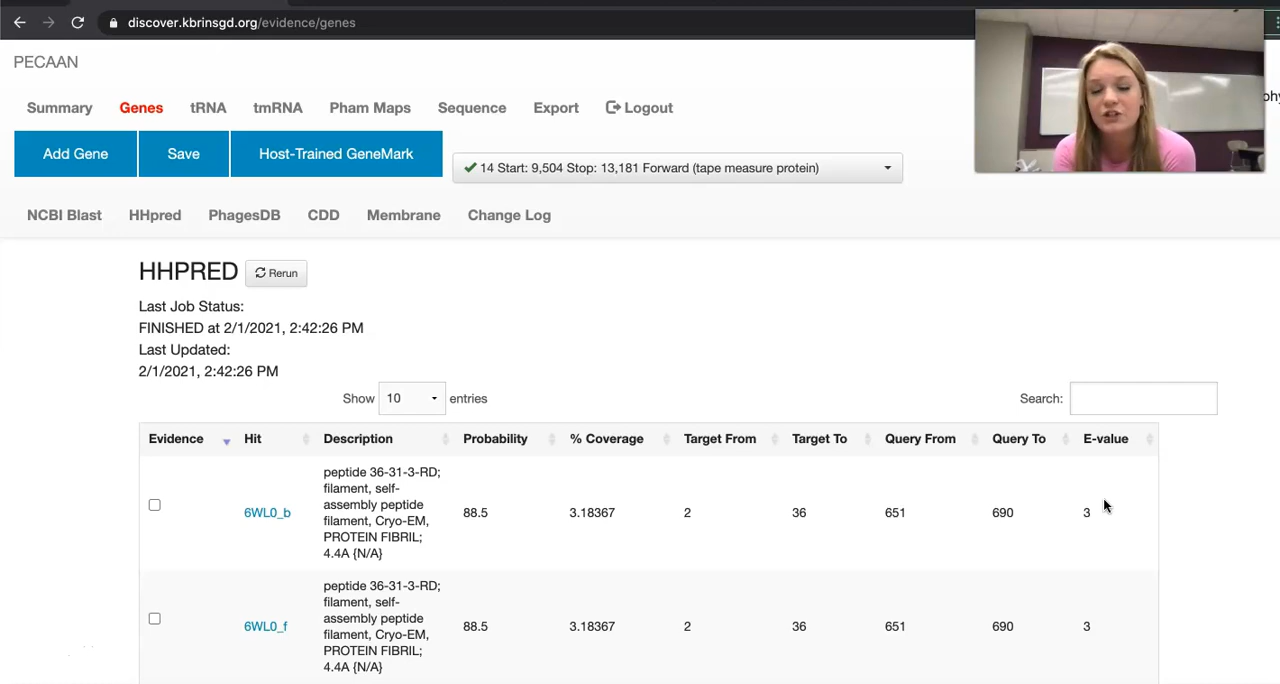 discover.kbrinsgd.org/evidence/genes
PECAAN
Summary Genes tRNA tmRNA Pham Maps Sequence Export Logout
Add Gene Save Host-Trained GeneMark 14 Start: 9,504 Stop: 13,181 Forward (tape measure protein)
NCBI Blast HHpred PhagesDB CDD Membrane Change Log
HHPRED Rerun
Last Job Status:
FINISHED at 2/1/2021, 2:42:26 PM
Last Updated:
2/1/2021, 2:42:26 PM
Show 10 entries Search:
Evidence Hit Description Probability % Coverage Target From Target To Query From Query To E-value
peptide 36-31-3-RD;
filament, self-
assembly peptide
6WL0_b filament, Cryo-EM, 88.5 3.18367 2 36 651 690 3
PROTEIN FIBRIL;
4.4A {N/A}
peptide 36-31-3-RD;
filament, self-
assembly peptide
6WL0_f filament, Cryo-EM, 88.5 3.18367 2 36 651 690 3
PROTEIN FIBRIL;
4.4A {N/A}